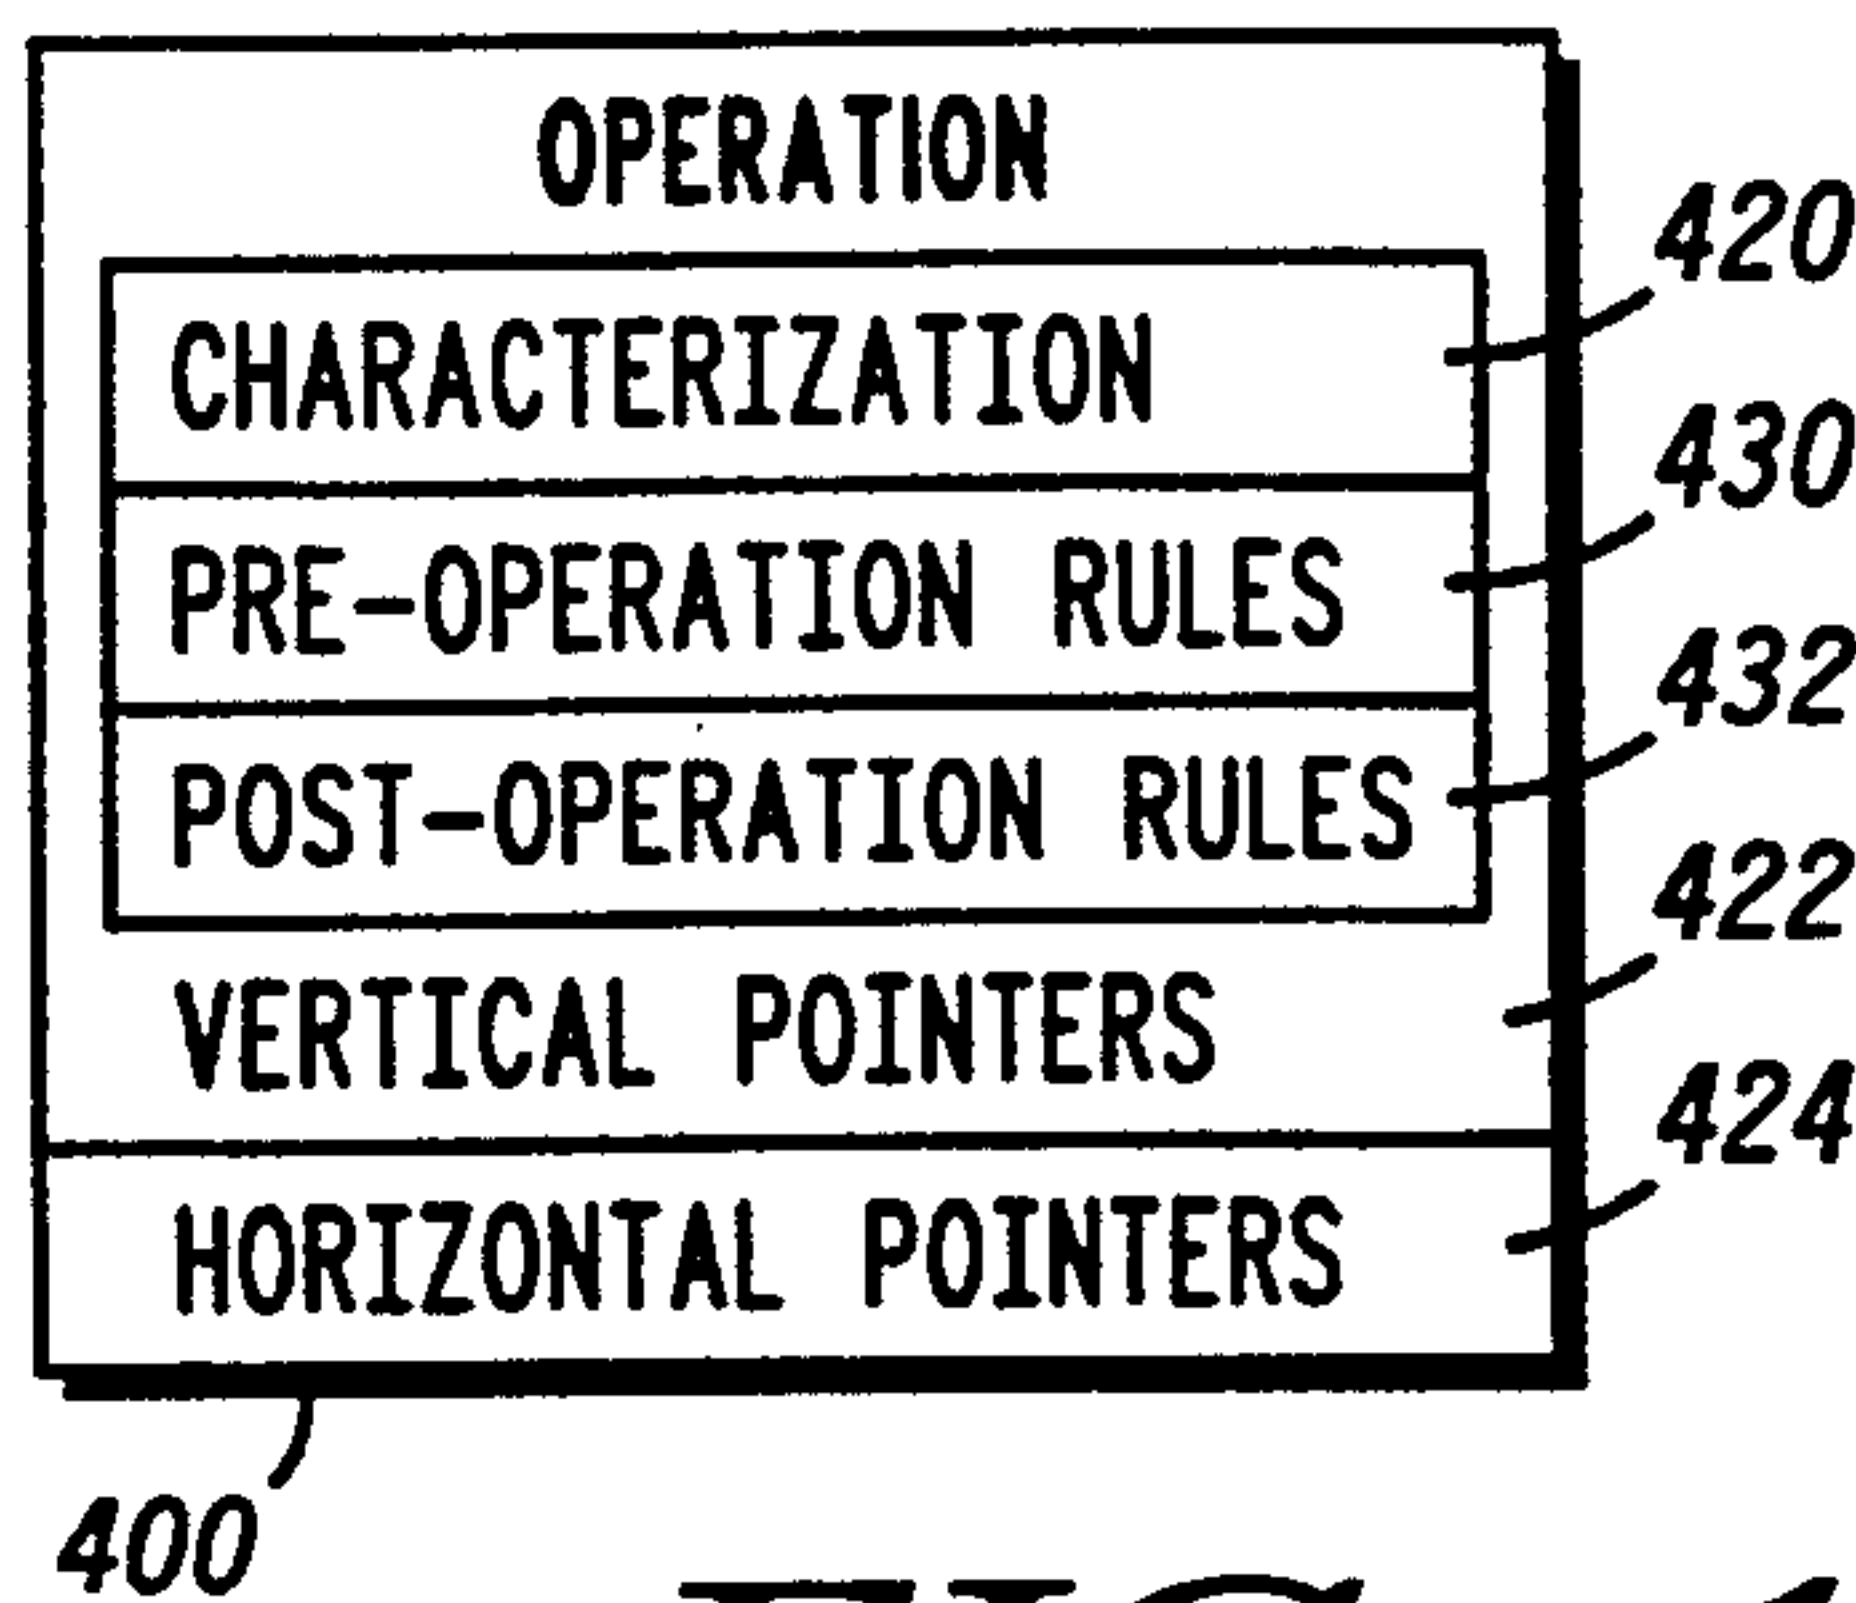 OPERATION
CHARACTERIZATION 420
PRE-OPERATION RULES 430
POST-OPERATION RULES 432
VERTICAL POINTERS 422
HORIZONTAL POINTERS 424
400